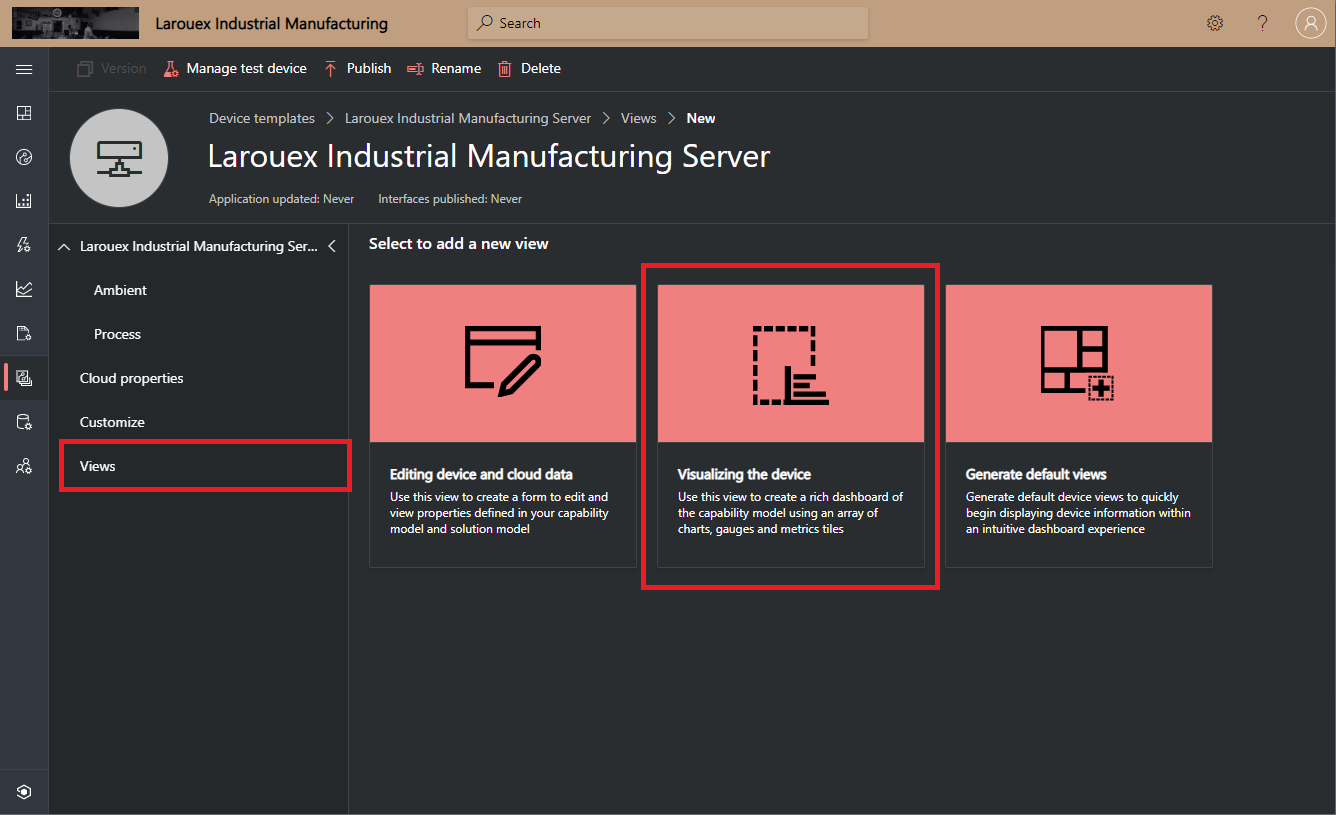 Larouex Industrial Manufacturing
Search
Version
Manage test device
Publish
Rename
Delete
Device templates > Larouex Industrial Manufacturing Server > Views > New
Larouex Industrial Manufacturing Server
Application updated: Never
Interfaces published: Never
Larouex Industrial Manufacturing Ser...
Ambient
Process
Cloud properties
Customize
Views
Select to add a new view
Editing device and cloud data
Use this view to create a form to edit and
view properties defined in your capability
model and solution model
Visualizing the device
Use this view to create a rich dashboard of
the capability model using an array of
charts, gauges and metrics tiles
Generate default views
Generate default device views to quickly
begin displaying device information within
an intuitive dashboard experience